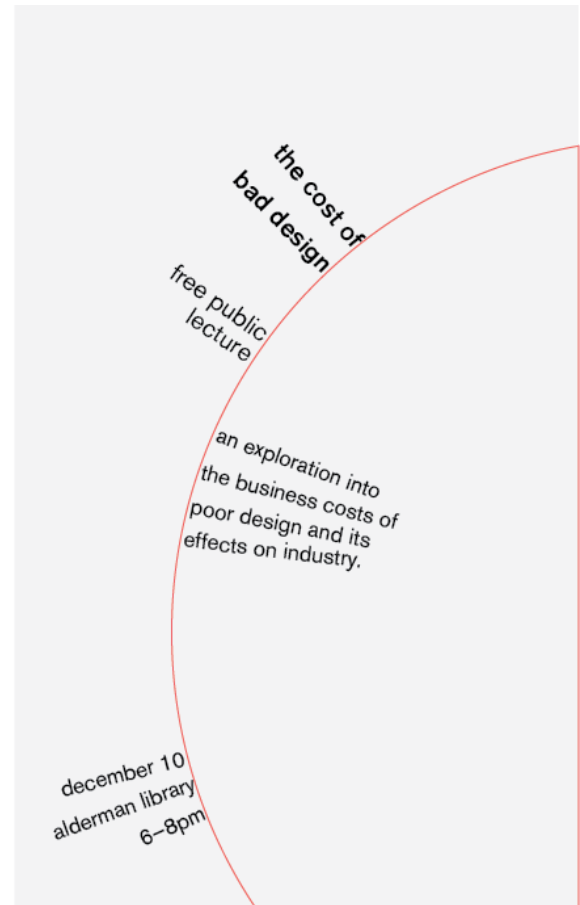 the cost of
bad design
free public
lecture
an exploration into
the business costs of
poor design and its
effects on industry.
december 10
alderman library
6–8pm